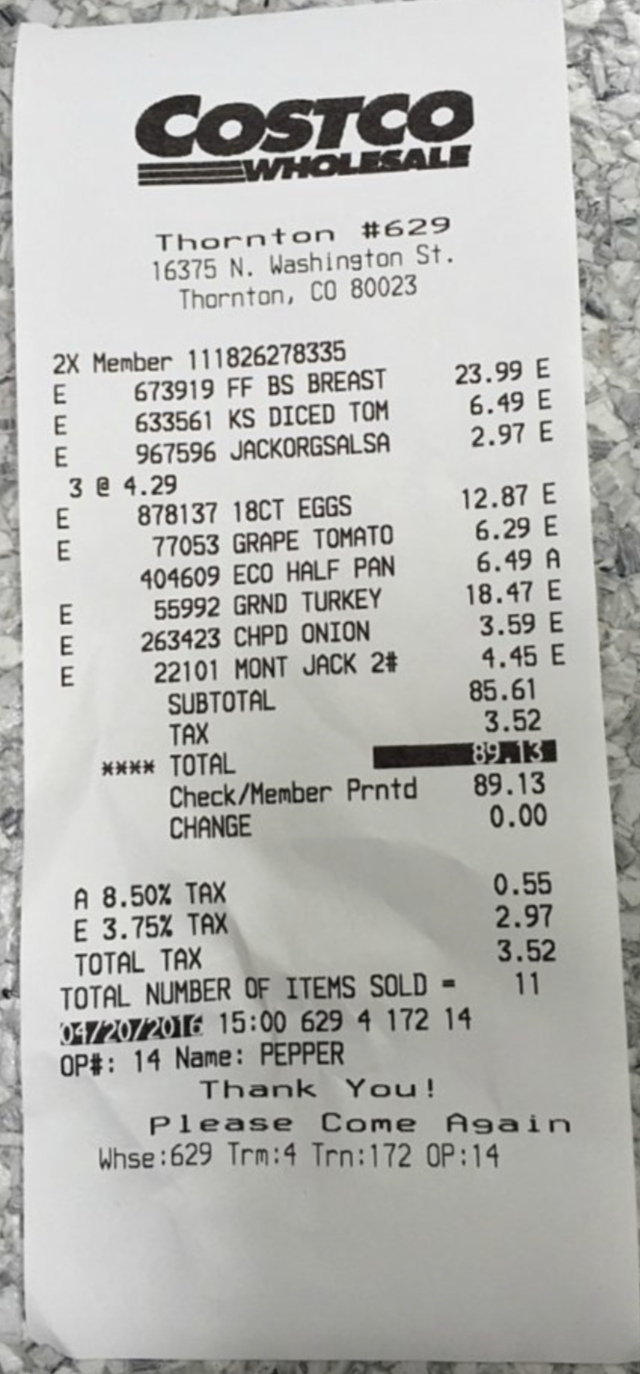 COSTCO
WHOLESALE
Thornton #629
16375 N. Washington St.
Thornton, CO 80023
2X Member 111826278335
E 673919 FF BS BREAST 23.99 E
E 633561 KS DICED TOM 6.49 E
E 967596 JACKORGSALSA 2.97 E
3 @ 4.29
E 878137 18CT EGGS 12.87 E
E 77053 GRAPE TOMATO 6.29 E
404609 ECO HALF PAN 6.49 A
E 55992 GRND TURKEY 18.47 E
E 263423 CHPD ONION 3.59 E
E 22101 MONT JACK 2# 4.45 E
SUBTOTAL 85.61
TAX 3.52
**** TOTAL 89.13
Check/Member Prntd 89.13
CHANGE 0.00
A 8.50% TAX 0.55
E 3.75% TAX 2.97
TOTAL TAX 3.52
TOTAL NUMBER OF ITEMS SOLD = 11
04/20/2016 15:00 629 4 172 14
OP#: 14 Name: PEPPER
Thank You!
Please Come Again
Whse:629 Trm:4 Trn:172 OP:14